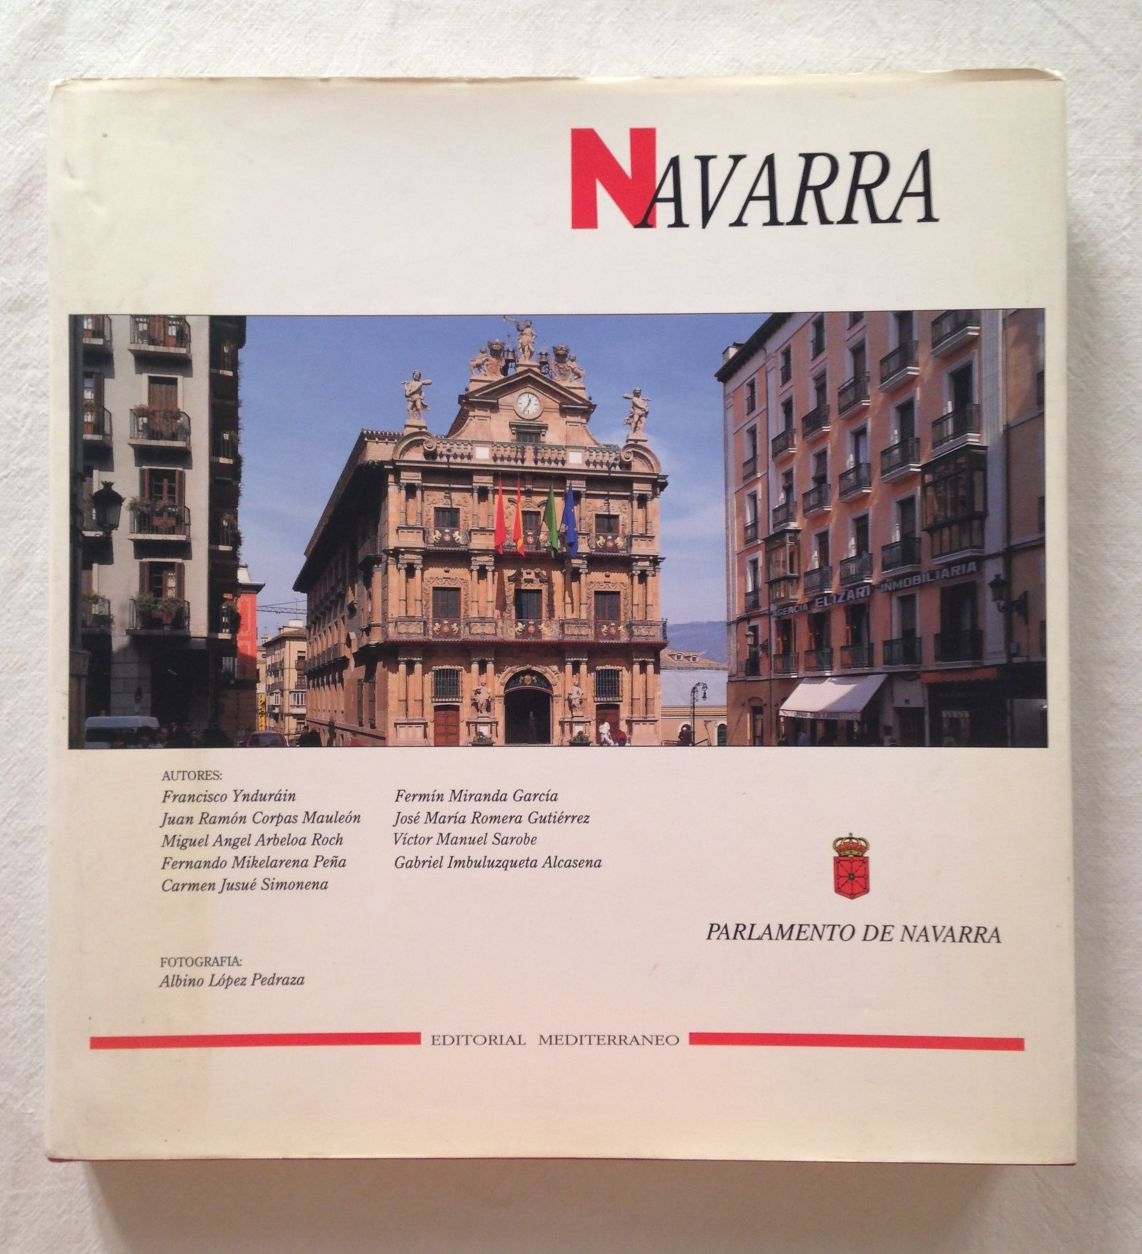 NAVARRA
AGENCIA ELIZARI INMOBILIARIA
AUTORES:
Francisco Ynduráin
Juan Ramón Corpas Mauleón
Miguel Angel Arbeloa Roch
Fernando Mikelarena Peña
Carmen Jusué Simonena
Fermín Miranda García
José María Romera Gutiérrez
Víctor Manuel Sarobe
Gabriel Imbuluzqueta Alcasena
PARLAMENTO DE NAVARRA
FOTOGRAFIA:
Albino López Pedraza
EDITORIAL MEDITERRANEO